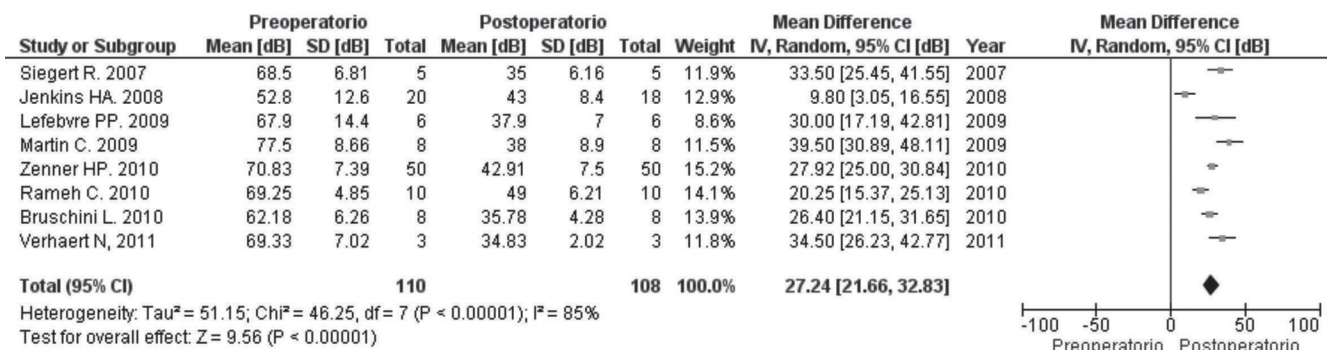 Preoperatorio Postoperatorio Mean Difference Mean Difference
Study or Subgroup Mean [dB] SD [dB] Total Mean [dB] SD [dB] Total Weight IV, Random, 95% CI [dB] Year IV, Random, 95% CI [dB]
Siegert R. 2007 68.5 6.81 5 35 6.16 5 11.9% 33.50 [25.45, 41.55] 2007
Jenkins HA. 2008 52.8 12.6 20 43 8.4 18 12.9% 9.80 [3.05, 16.55] 2008
Lefebvre PP. 2009 67.9 14.4 6 37.9 7 6 8.6% 30.00 [17.19, 42.81] 2009
Martin C. 2009 77.5 8.66 8 38 8.9 8 11.5% 39.50 [30.89, 48.11] 2009
Zenner HP. 2010 70.83 7.39 50 42.91 7.5 50 15.2% 27.92 [25.00, 30.84] 2010
Rameh C. 2010 69.25 4.85 10 49 6.21 10 14.1% 20.25 [15.37, 25.13] 2010
Bruschini L. 2010 62.18 6.26 8 35.78 4.28 8 13.9% 26.40 [21.15, 31.65] 2010
Verhaert N, 2011 69.33 7.02 3 34.83 2.02 3 11.8% 34.50 [26.23, 42.77] 2011
Total (95% CI) 110 108 100.0% 27.24 [21.66, 32.83]
Heterogeneity: Tau² = 51.15; Chi² = 46.25, df = 7 (P < 0.00001); I² = 85%
Test for overall effect: Z = 9.56 (P < 0.00001)
-100 -50 0 50 100
Preoperatorio Postoperatorio